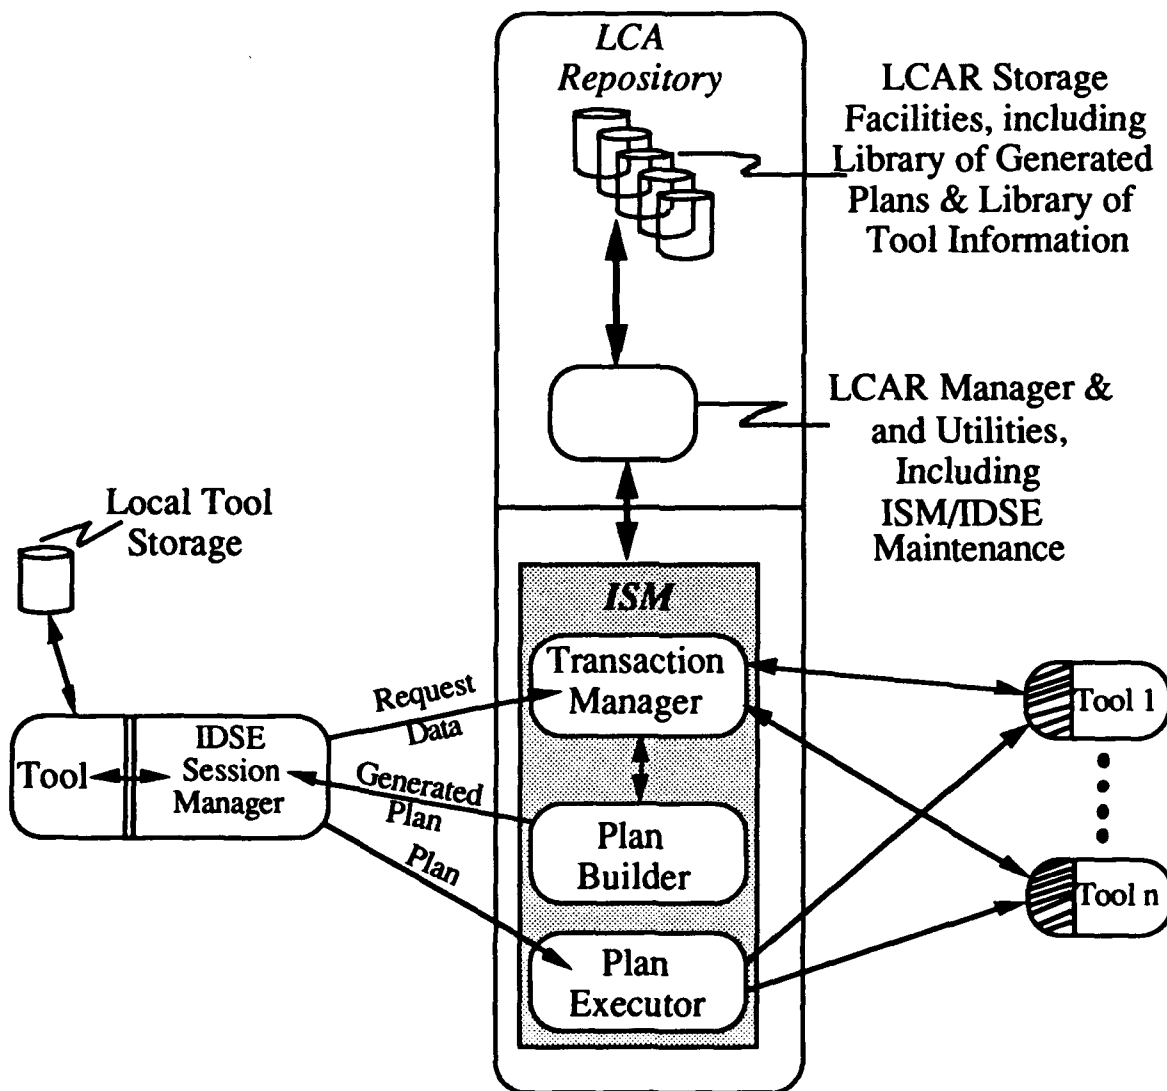 LCA
Repository
LCAR Storage
Facilities, including
Library of Generated
Plans & Library of
Tool Information
LCAR Manager &
and Utilities,
Including
ISM/IDSE
Maintenance
Local Tool
Storage
ISM
Transaction
Manager
Request
Data
Tool
IDSE
Session
Manager
Generated
Plan
Plan
Plan
Builder
Plan
Executor
Tool 1
Tool n